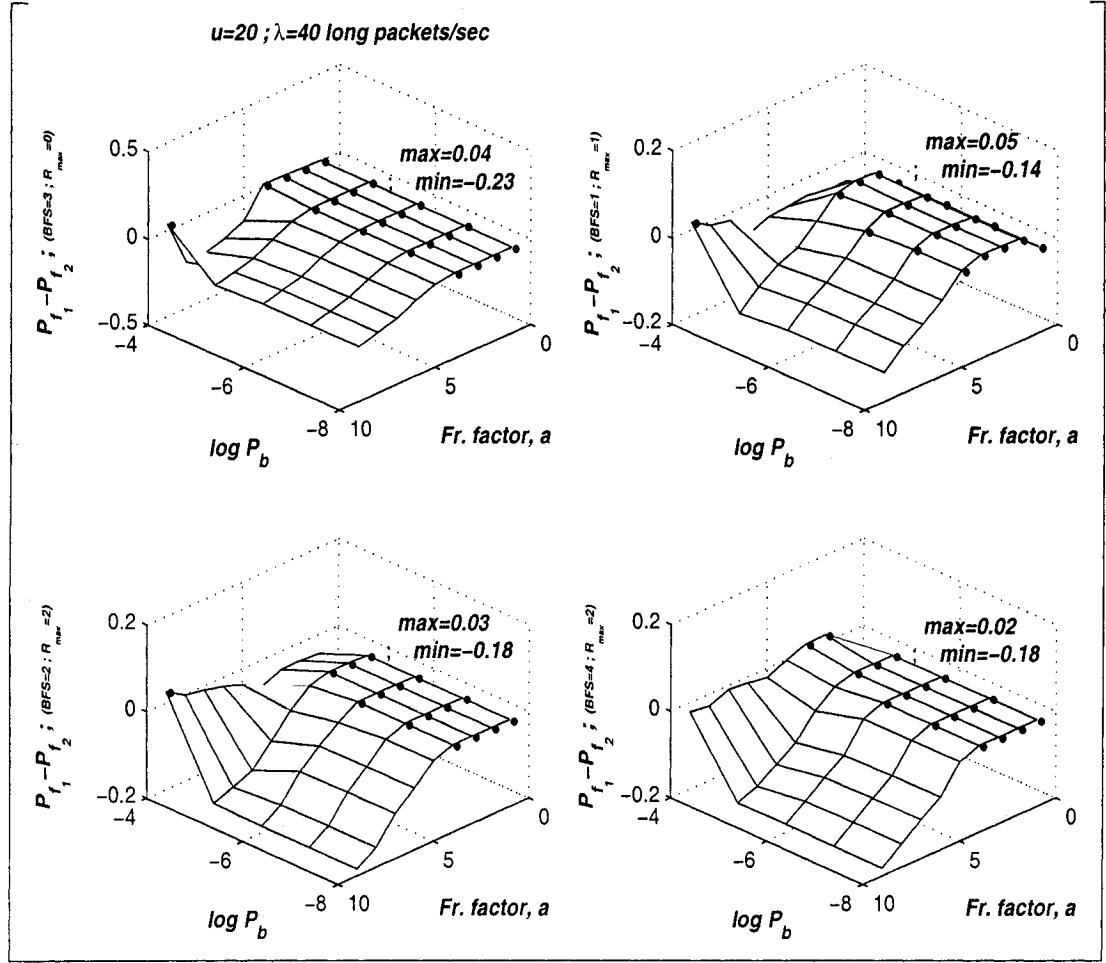 u=20 ; λ=40 long packets/sec
P_f1 − P_f2 ; (BFS=3 ; R_max =0)
0.5
0
−0.5
max=0.04
min=−0.23
−4
−6
−8
10
5
0
log P_b
Fr. factor, a
P_f1 − P_f2 ; (BFS=1 ; R_max =1)
0.2
0
−0.2
max=0.05
min=−0.14
−4
−6
−8
10
5
0
log P_b
Fr. factor, a
P_f1 − P_f2 ; (BFS=2 ; R_max =2)
0.2
0
−0.2
max=0.03
min=−0.18
−4
−6
−8
10
5
0
log P_b
Fr. factor, a
P_f1 − P_f2 ; (BFS=4 ; R_max =2)
0.2
0
−0.2
max=0.02
min=−0.18
−4
−6
−8
10
5
0
log P_b
Fr. factor, a